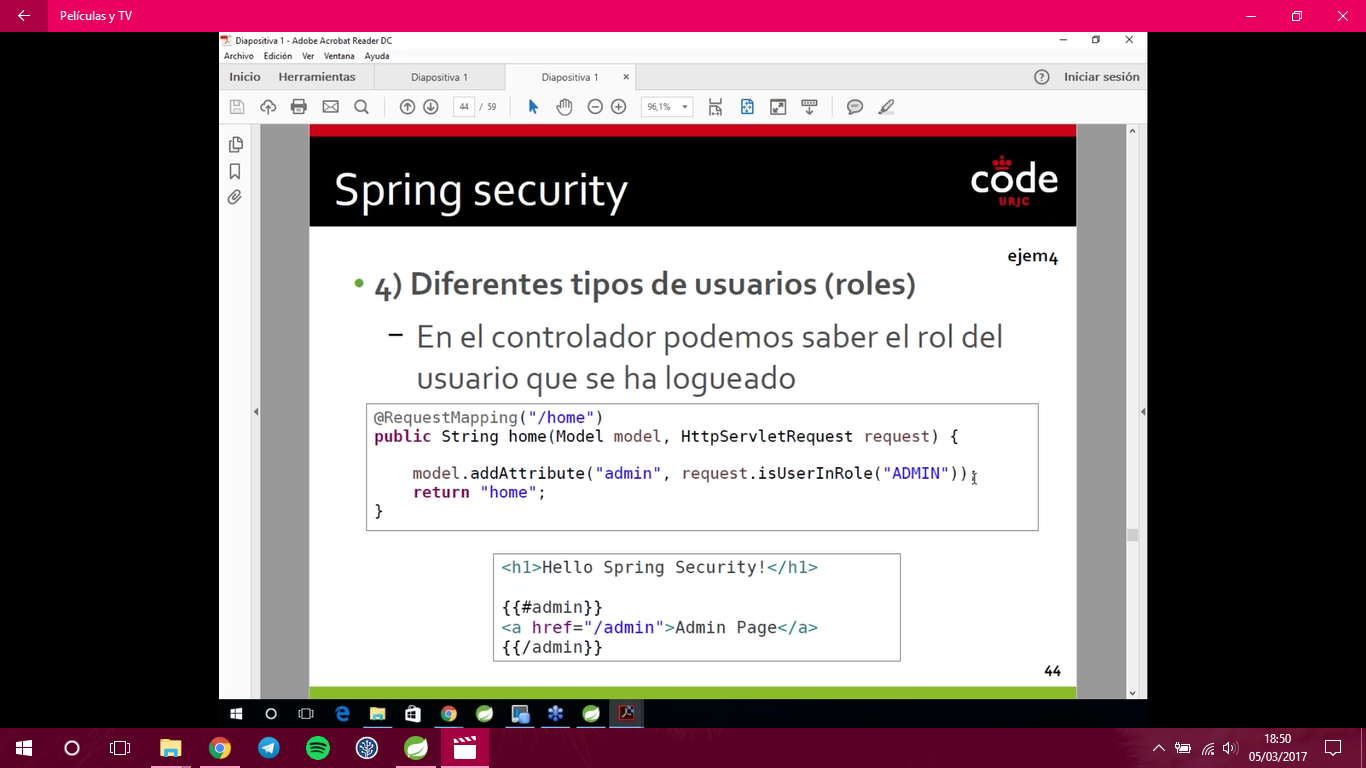 Películas y TV
Diapositiva 1 - Adobe Acrobat Reader DC
Archivo Edición Ver Ventana Ayuda
Inicio Herramientas Diapositiva 1 Diapositiva 1 × Iniciar sesión
44 / 59 96,1%
Spring security
code
URJC
ejem4
• 4) Diferentes tipos de usuarios (roles)
– En el controlador podemos saber el rol del
usuario que se ha logueado
@RequestMapping("/home")
public String home(Model model, HttpServletRequest request) {
model.addAttribute("admin", request.isUserInRole("ADMIN"));
return "home";
}
<h1>Hello Spring Security!</h1>
{{#admin}}
<a href="/admin">Admin Page</a>
{{/admin}}
44
18:50
05/03/2017